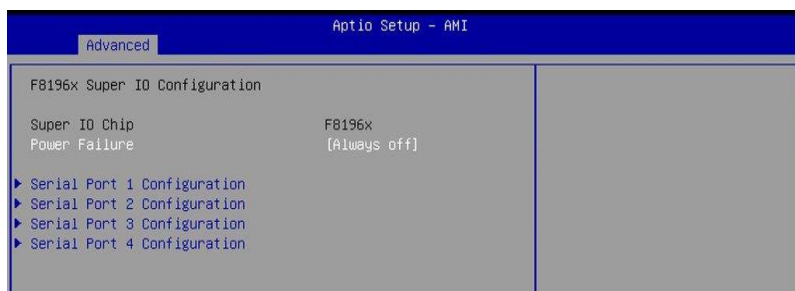 Aptio Setup - AMI
Advanced
F8196x Super IO Configuration
Super IO Chip F8196x
Power Failure [Always off]
Serial Port 1 Configuration
Serial Port 2 Configuration
Serial Port 3 Configuration
Serial Port 4 Configuration